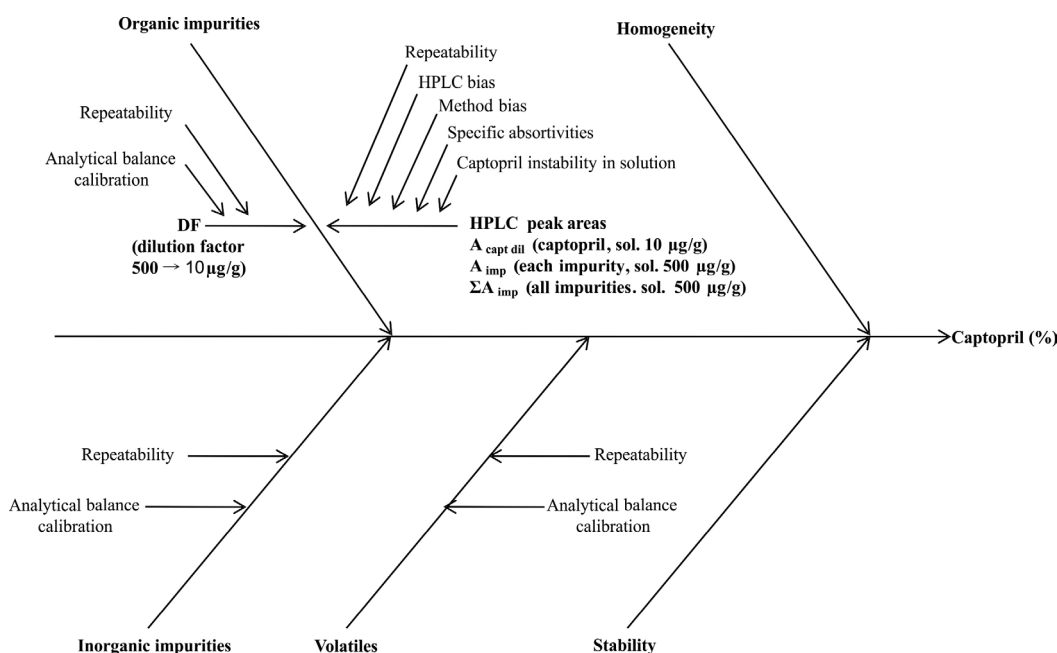 Organic impurities
Homogeneity
Repeatability
HPLC bias
Method bias
Specific absortivities
Captopril instability in solution
Repeatability
Analytical balance
calibration
DF
(dilution factor
500 → 10 µg/g)
HPLC peak areas
A capt dil (captopril, sol. 10 µg/g)
A imp (each impurity, sol. 500 µg/g)
ΣA imp (all impurities. sol. 500 µg/g)
Captopril (%)
Repeatability
Analytical balance
calibration
Repeatability
Analytical balance
calibration
Inorganic impurities
Volatiles
Stability